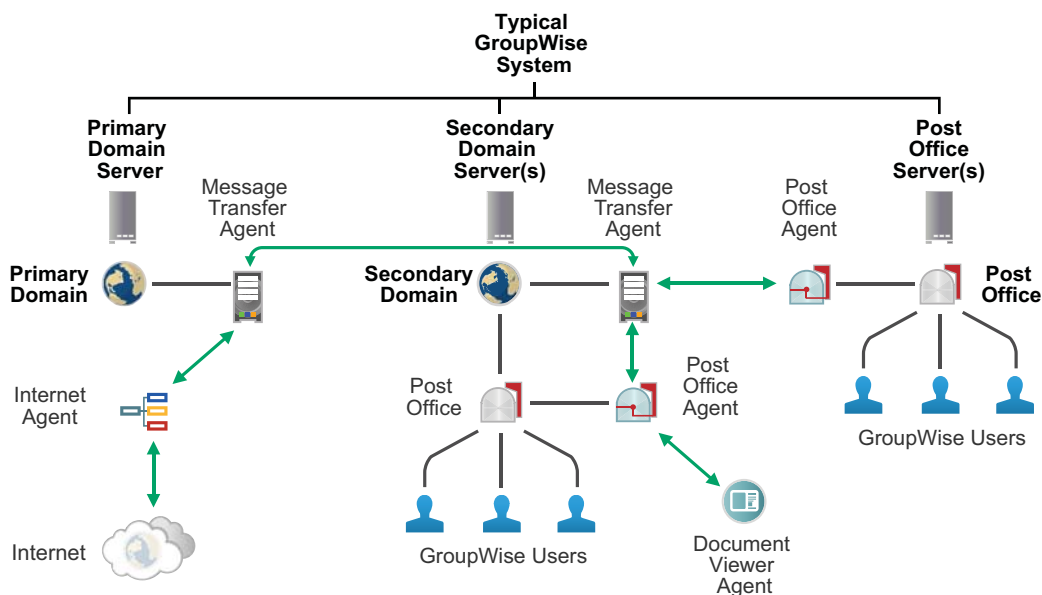 Typical
GroupWise
System
Primary
Domain
Server
Secondary
Domain
Server(s)
Post
Office
Server(s)
Message
Transfer
Agent
Message
Transfer
Agent
Post
Office
Agent
Primary
Domain
Secondary
Domain
Post
Office
Internet
Agent
Post
Office
Post
Office
Agent
GroupWise Users
Internet
GroupWise Users
Document
Viewer
Agent